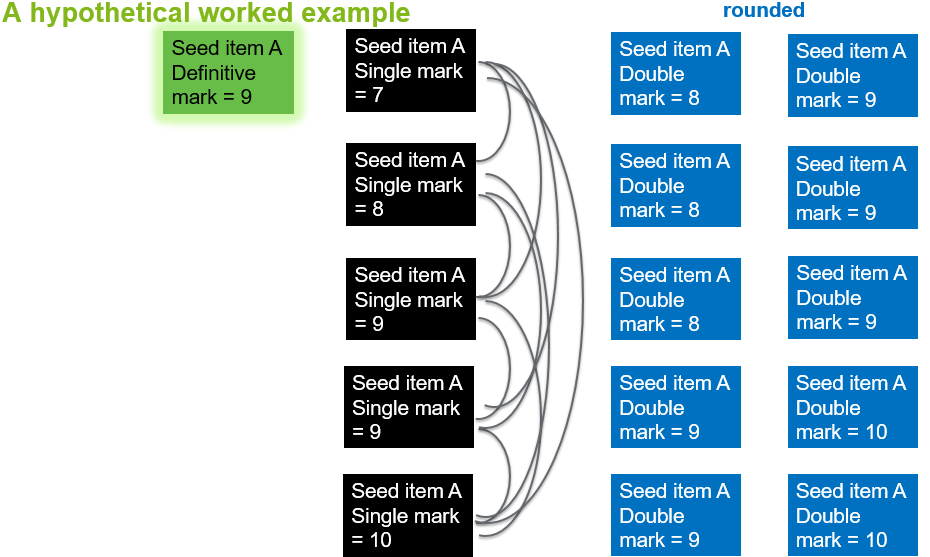 A hypothetical worked example
rounded
Seed item A
Definitive
mark = 9
Seed item A
Single mark
= 7
Seed item A
Single mark
= 8
Seed item A
Single mark
= 9
Seed item A
Single mark
= 9
Seed item A
Single mark
= 10
Seed item A
Double
mark = 8
Seed item A
Double
mark = 8
Seed item A
Double
mark = 8
Seed item A
Double
mark = 9
Seed item A
Double
mark = 9
Seed item A
Double
mark = 9
Seed item A
Double
mark = 9
Seed item A
Double
mark = 9
Seed item A
Double
mark = 10
Seed item A
Double
mark = 10